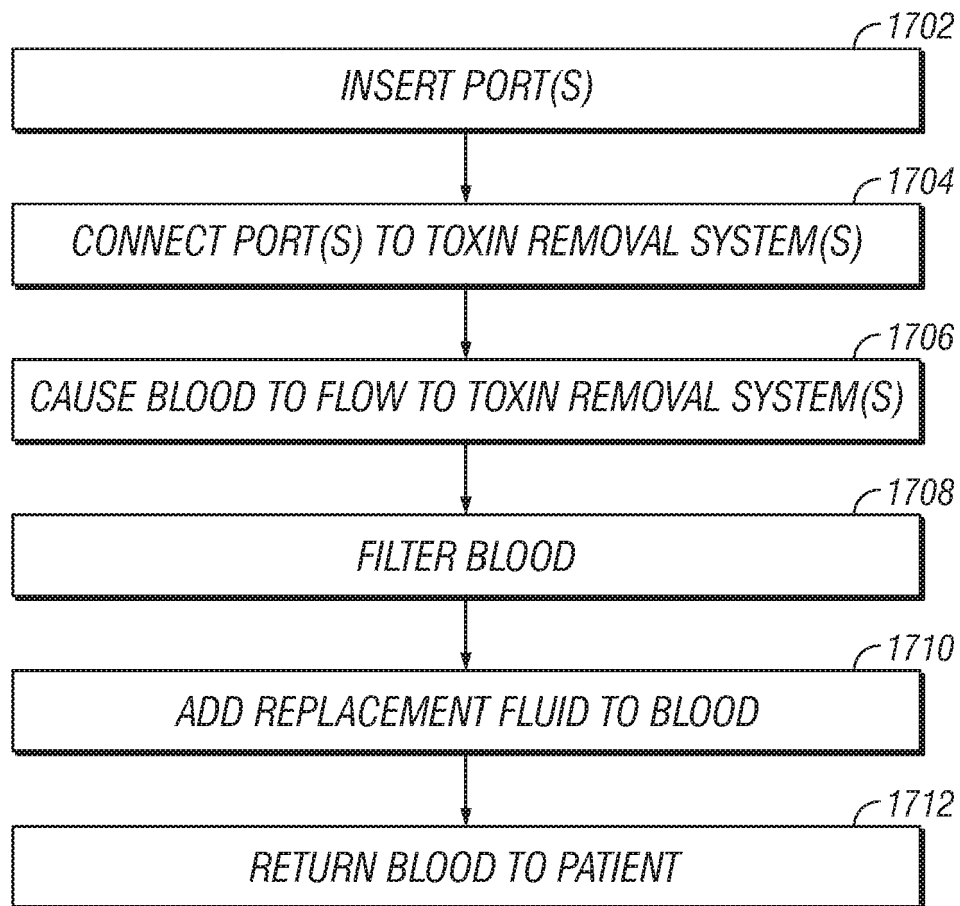 1702
INSERT PORT(S)
1704
CONNECT PORT(S) TO TOXIN REMOVAL SYSTEM(S)
1706
CAUSE BLOOD TO FLOW TO TOXIN REMOVAL SYSTEM(S)
1708
FILTER BLOOD
1710
ADD REPLACEMENT FLUID TO BLOOD
1712
RETURN BLOOD TO PATIENT